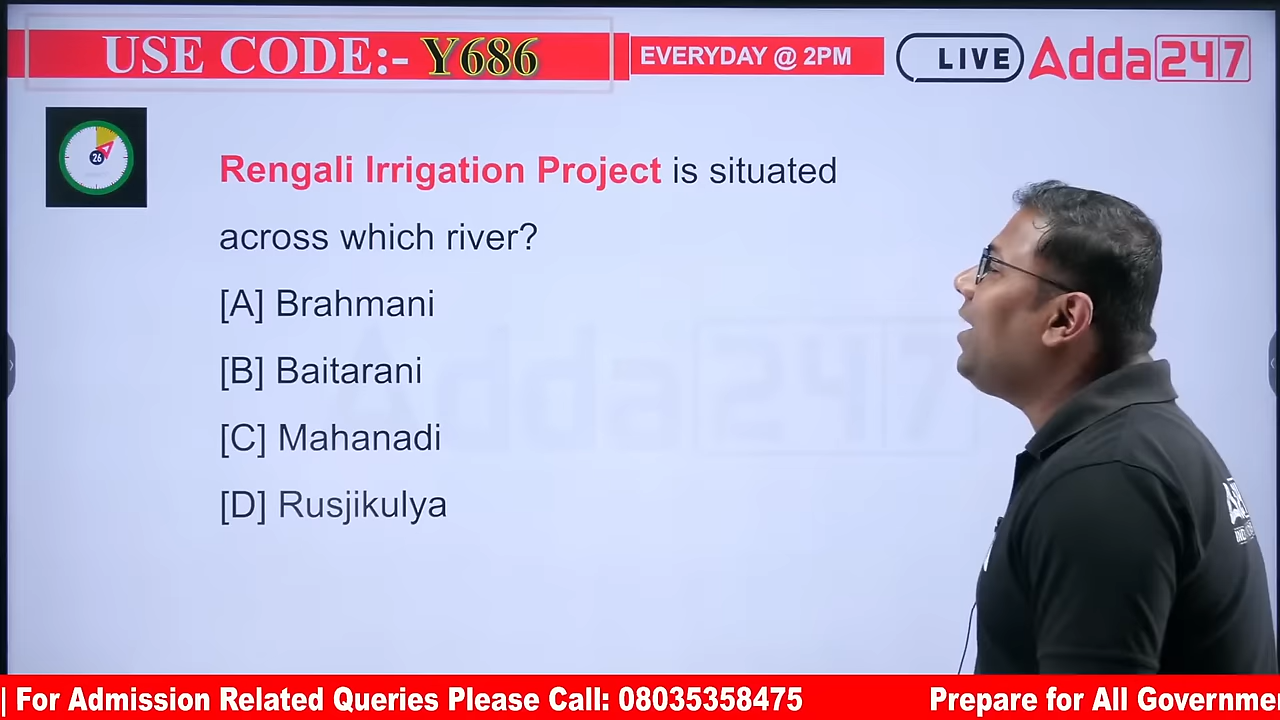 USE CODE:- Y686
EVERYDAY @ 2PM
LIVE
Adda247
26
Rengali Irrigation Project is situated
across which river?
[A] Brahmani
[B] Baitarani
[C] Mahanadi
[D] Rusjikulya
Adda247
| For Admission Related Queries Please Call: 08035358475
Prepare for All Governme